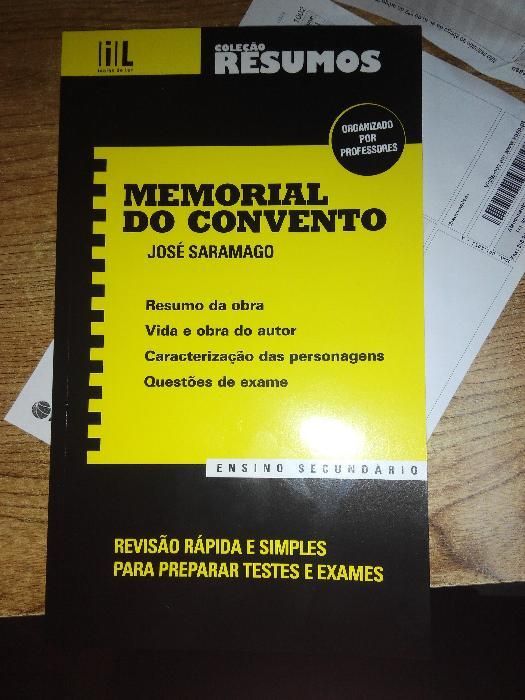 COLEÇÃO
RESUMOS
ORGANIZADO
POR
PROFESSORES
MEMORIAL
DO CONVENTO
JOSÉ SARAMAGO
Resumo da obra
Vida e obra do autor
Caracterização das personagens
Questões de exame
ENSINO SECUNDÁRIO
REVISÃO RÁPIDA E SIMPLES
PARA PREPARAR TESTES E EXAMES